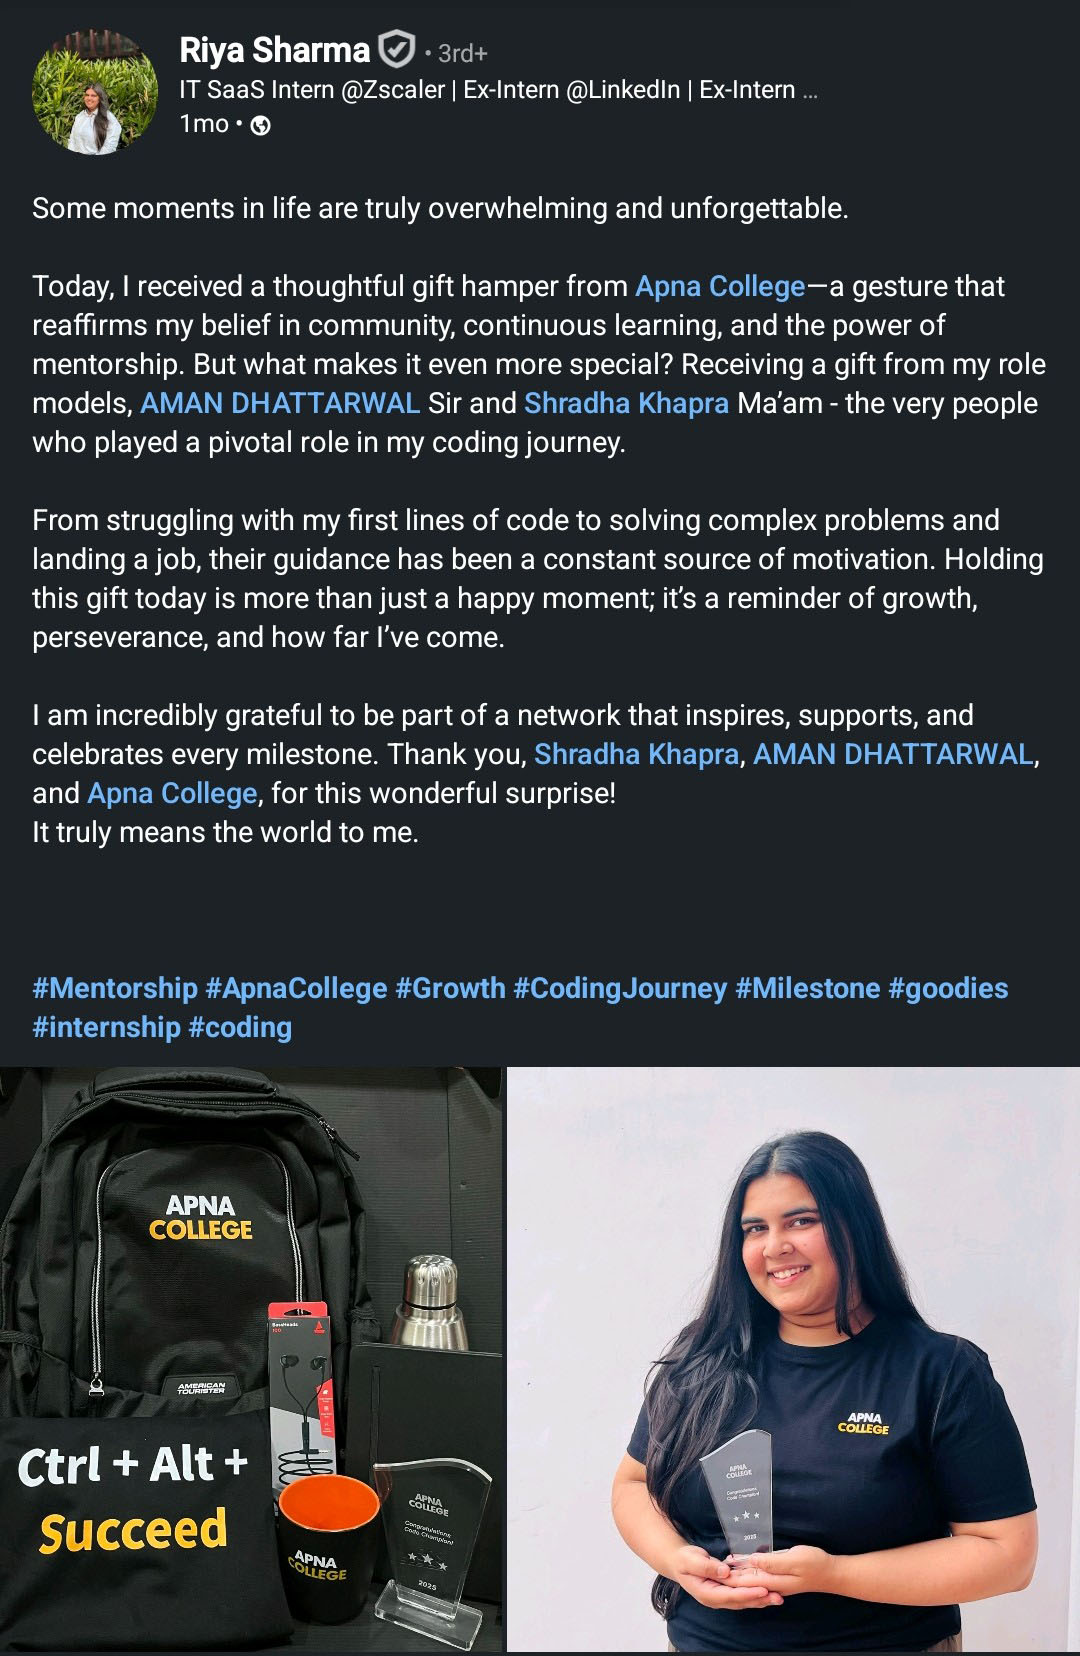 Riya Sharma • 3rd+
IT SaaS Intern @Zscaler | Ex-Intern @LinkedIn | Ex-Intern ...
1mo •
Some moments in life are truly overwhelming and unforgettable.
Today, I received a thoughtful gift hamper from Apna College—a gesture that
reaffirms my belief in community, continuous learning, and the power of
mentorship. But what makes it even more special? Receiving a gift from my role
models, AMAN DHATTARWAL Sir and Shradha Khapra Ma’am - the very people
who played a pivotal role in my coding journey.
From struggling with my first lines of code to solving complex problems and
landing a job, their guidance has been a constant source of motivation. Holding
this gift today is more than just a happy moment; it’s a reminder of growth,
perseverance, and how far I’ve come.
I am incredibly grateful to be part of a network that inspires, supports, and
celebrates every milestone. Thank you, Shradha Khapra, AMAN DHATTARWAL,
and Apna College, for this wonderful surprise!
It truly means the world to me.
#Mentorship #ApnaCollege #Growth #CodingJourney #Milestone #goodies
#internship #coding
APNA
COLLEGE
BassHeads
100
AMERICAN
TOURISTER
Ctrl + Alt +
Succeed
APNA
COLLEGE
APNA
COLLEGE
Congratulations
Code Champion!
2025
APNA
COLLEGE
APNA
COLLEGE
Congratulations
Code Champion!
2025